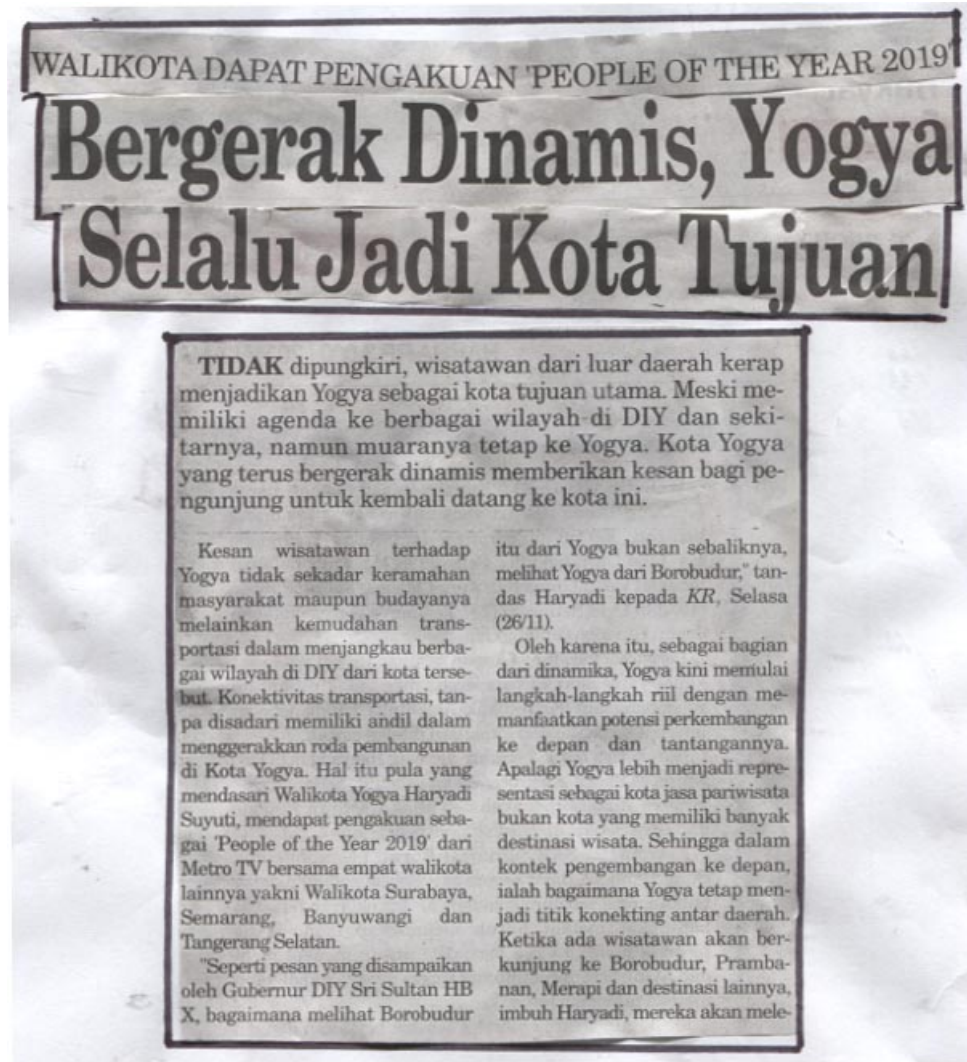 WALIKOTA DAPAT PENGAKUAN 'PEOPLE OF THE YEAR 2019'
Bergerak Dinamis, Yogya
Selalu Jadi Kota Tujuan
TIDAK dipungkiri, wisatawan dari luar daerah kerap
menjadikan Yogya sebagai kota tujuan utama. Meski me-
miliki agenda ke berbagai wilayah di DIY dan seki-
tarnya, namun muaranya tetap ke Yogya. Kota Yogya
yang terus bergerak dinamis memberikan kesan bagi pe-
ngunjung untuk kembali datang ke kota ini.
Kesan wisatawan terhadap
Yogya tidak sekadar keramahan
masyarakat maupun budayanya
melainkan kemudahan trans-
portasi dalam menjangkau berba-
gai wilayah di DIY dari kota terse-
but. Konektivitas transportasi, tan-
pa disadari memiliki andil dalam
menggerakkan roda pembangunan
di Kota Yogya. Hal itu pula yang
mendasari Walikota Yogya Haryadi
Suyuti, mendapat pengakuan seba-
gai 'People of the Year 2019' dari
Metro TV bersama empat walikota
lainnya yakni Walikota Surabaya,
Semarang, Banyuwangi dan
Tangerang Selatan.
"Seperti pesan yang disampaikan
oleh Gubernur DIY Sri Sultan HB
X, bagaimana melihat Borobudur
itu dari Yogya bukan sebaliknya,
melihat Yogya dari Borobudur," tan-
das Haryadi kepada KR, Selasa
(26/11).
Oleh karena itu, sebagai bagian
dari dinamika, Yogya kini memulai
langkah-langkah riil dengan me-
manfaatkan potensi perkembangan
ke depan dan tantangannya.
Apalagi Yogya lebih menjadi repre-
sentasi sebagai kota jasa pariwisata
bukan kota yang memiliki banyak
destinasi wisata. Sehingga dalam
kontek pengembangan ke depan,
ialah bagaimana Yogya tetap men-
jadi titik konekting antar daerah.
Ketika ada wisatawan akan ber-
kunjung ke Borobudur, Pramba-
nan, Merapi dan destinasi lainnya,
imbuh Haryadi, mereka akan mele-